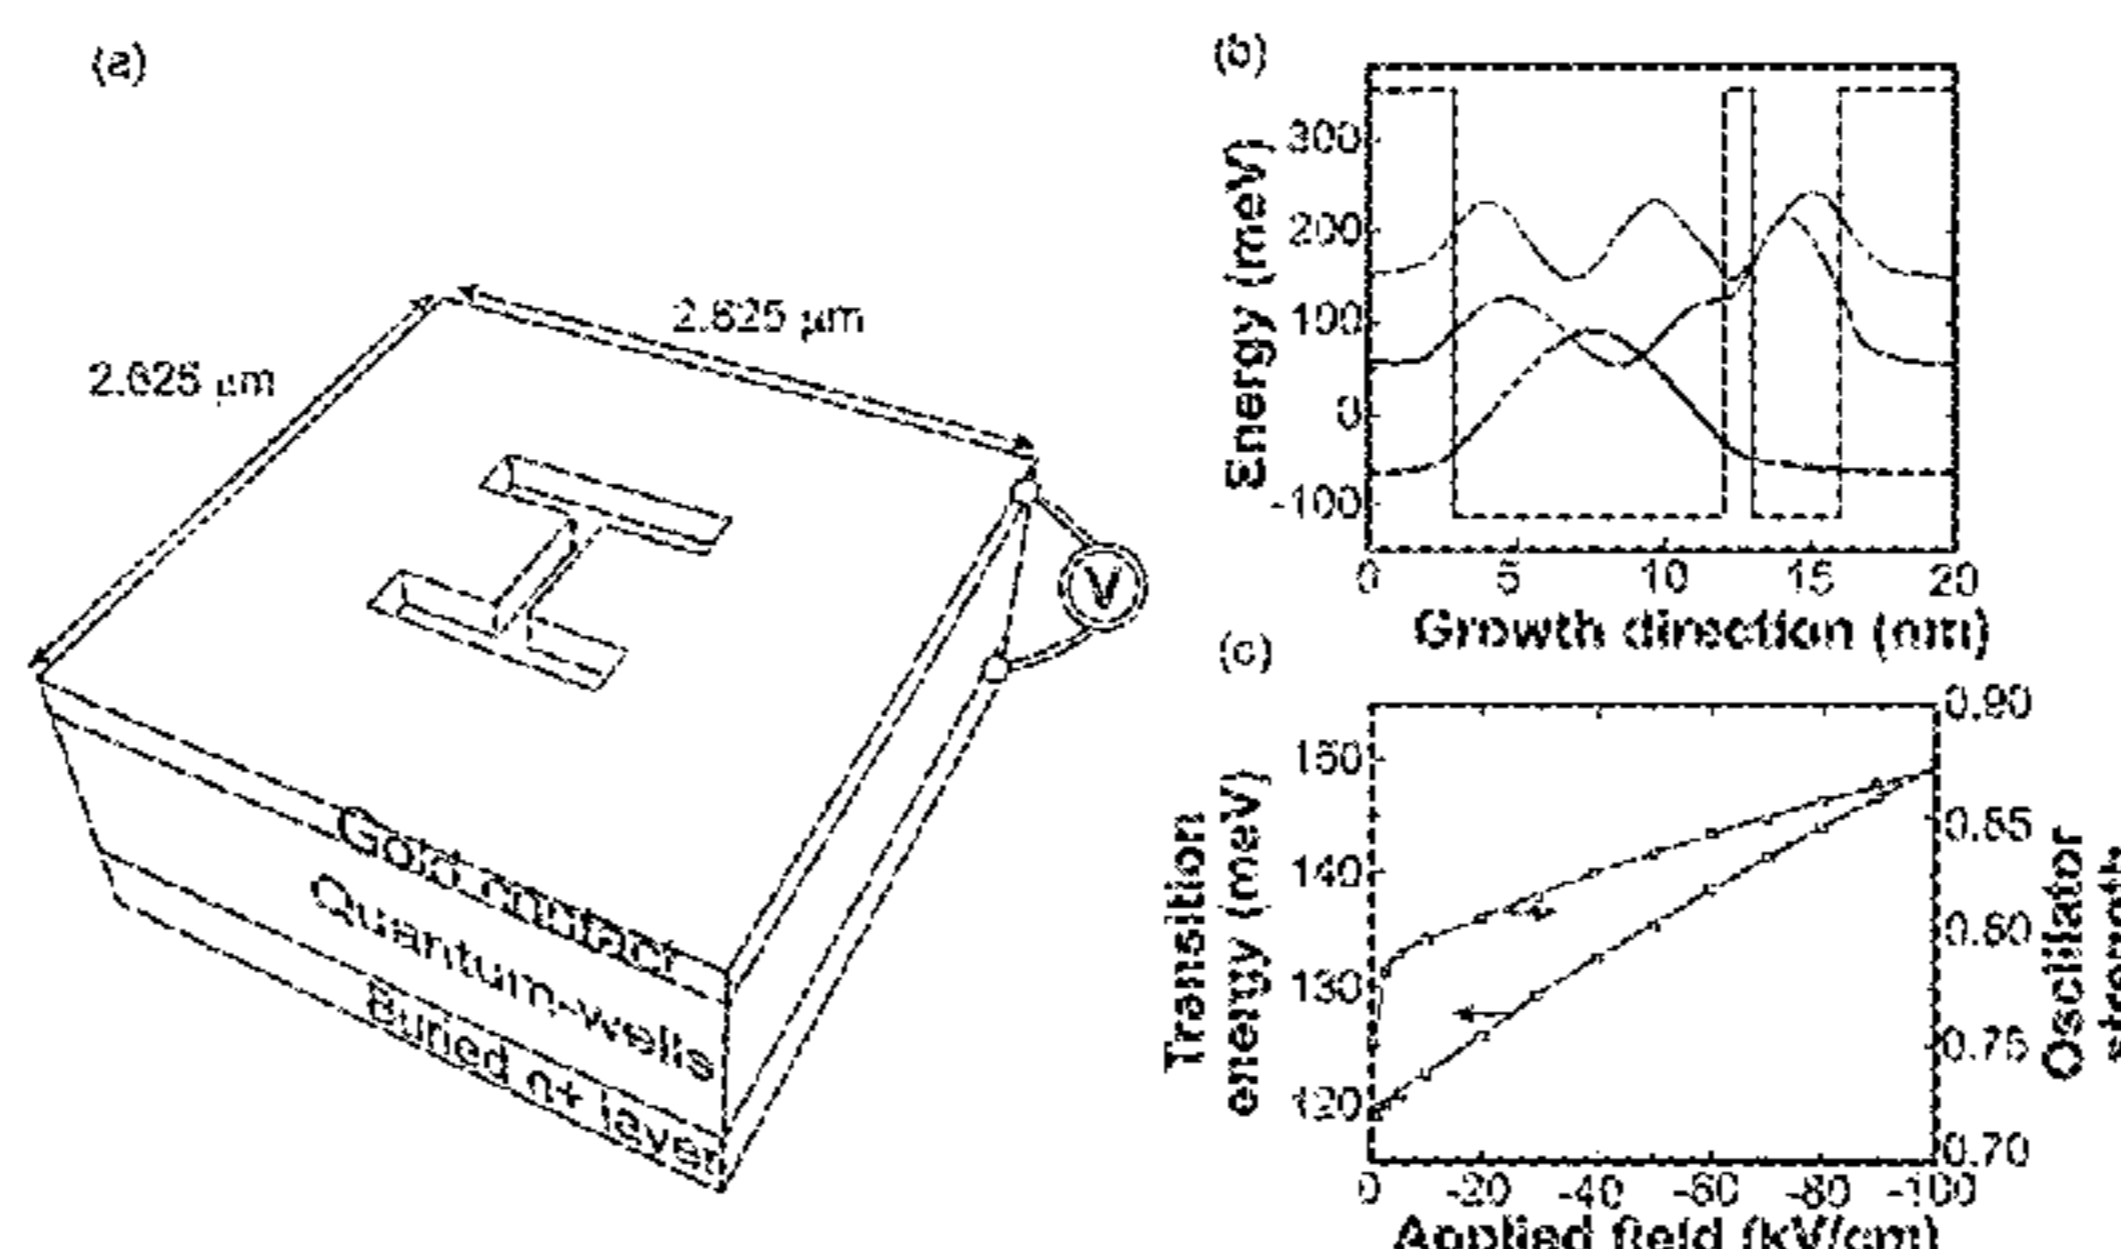 (a)
2.625 µm
2.625 µm
V
Gold contact
Quantum-wells
Buried n+ layer
(b)
Energy (meV)
300
200
100
0
-100
0 5 10 15 20
Growth direction (nm)
(c)
Transition
energy (meV)
150
140
130
120
0.90
0.85
0.80
0.75
0.70
Oscillator
strength
0 -20 -40 -60 -80 -100
Applied field (kV/cm)